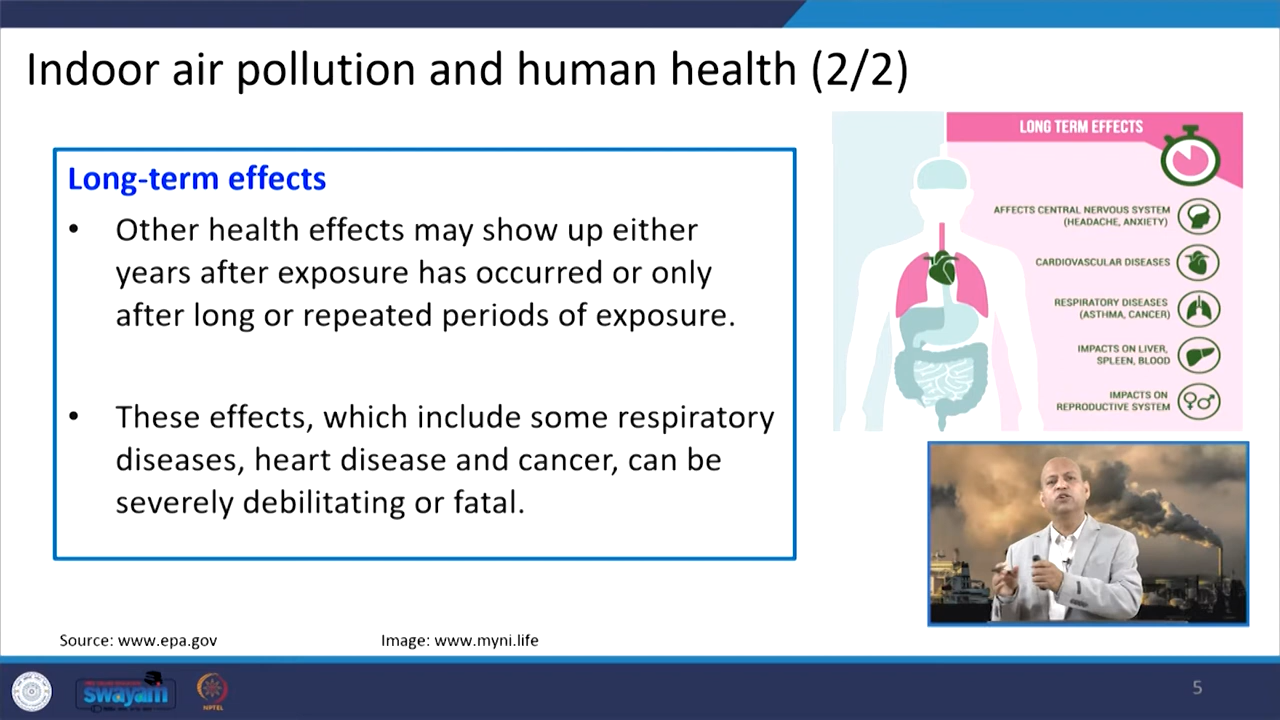 Indoor air pollution and human health (2/2)
Long-term effects
• Other health effects may show up either
years after exposure has occurred or only
after long or repeated periods of exposure.
• These effects, which include some respiratory
diseases, heart disease and cancer, can be
severely debilitating or fatal.
LONG TERM EFFECTS
AFFECTS CENTRAL NERVOUS SYSTEM
(HEADACHE, ANXIETY)
CARDIOVASCULAR DISEASES
RESPIRATORY DISEASES
(ASTHMA, CANCER)
IMPACTS ON LIVER,
SPLEEN, BLOOD
IMPACTS ON
REPRODUCTIVE SYSTEM
Source: www.epa.gov
Image: www.myni.life
swayam
NPTEL
5